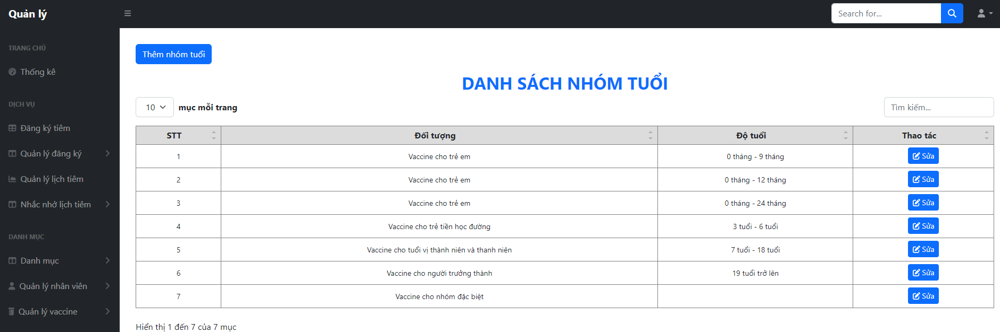 Quản lý
Search for...
TRANG CHỦ
Thống kê
DỊCH VỤ
Đăng ký tiêm
Quản lý đăng ký
Quản lý lịch tiêm
Nhắc nhở lịch tiêm
DANH MỤC
Danh mục
Quản lý nhân viên
Quản lý vaccine
Thêm nhóm tuổi
DANH SÁCH NHÓM TUỔI
10 mục mỗi trang
Tìm kiếm...
STT Đối tượng Độ tuổi Thao tác
1 Vaccine cho trẻ em 0 tháng - 9 tháng Sửa
2 Vaccine cho trẻ em 0 tháng - 12 tháng Sửa
3 Vaccine cho trẻ em 0 tháng - 24 tháng Sửa
4 Vaccine cho trẻ tiền học đường 3 tuổi - 6 tuổi Sửa
5 Vaccine cho tuổi vị thành niên và thanh niên 7 tuổi - 18 tuổi Sửa
6 Vaccine cho người trưởng thành 19 tuổi trở lên Sửa
7 Vaccine cho nhóm đặc biệt Sửa
Hiển thị 1 đến 7 của 7 mục